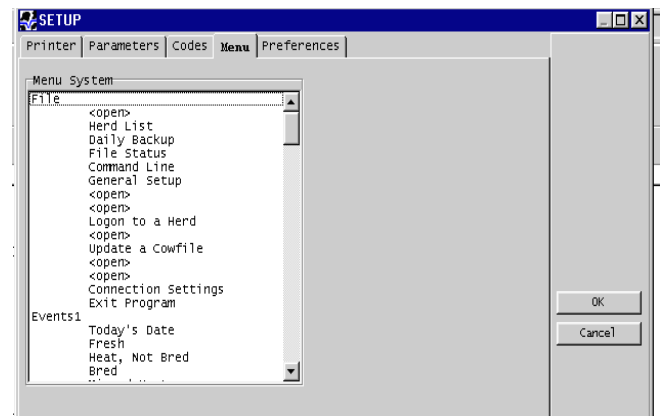 SETUP
Printer Parameters Codes Menu Preferences
Menu System
File
<open>
Herd List
Daily Backup
File Status
Command Line
General Setup
<open>
<open>
Logon to a Herd
<open>
Update a Cowfile
<open>
<open>
Connection Settings
Exit Program
Events1
Today's Date
Fresh
Heat, Not Bred
Bred
OK
Cancel